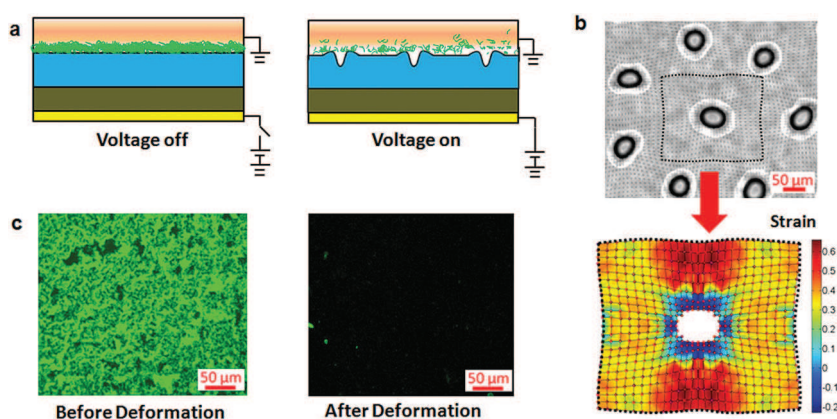 a
Voltage off
Voltage on
b
50 µm
Strain
0.6
0.5
0.4
0.3
0.2
0.1
0
0.1
-0.2
c
50 µm
50 µm
Before Deformation
After Deformation